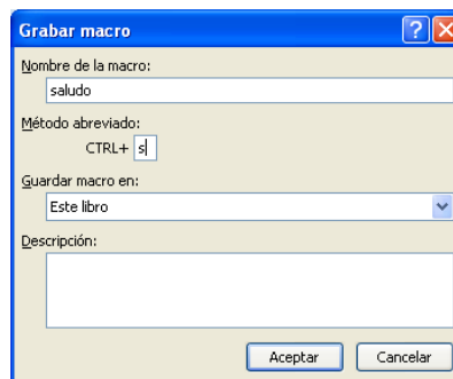 Grabar macro
Nombre de la macro:
saludo
Método abreviado:
CTRL+ s
Guardar macro en:
Este libro
Descripción:
Aceptar Cancelar